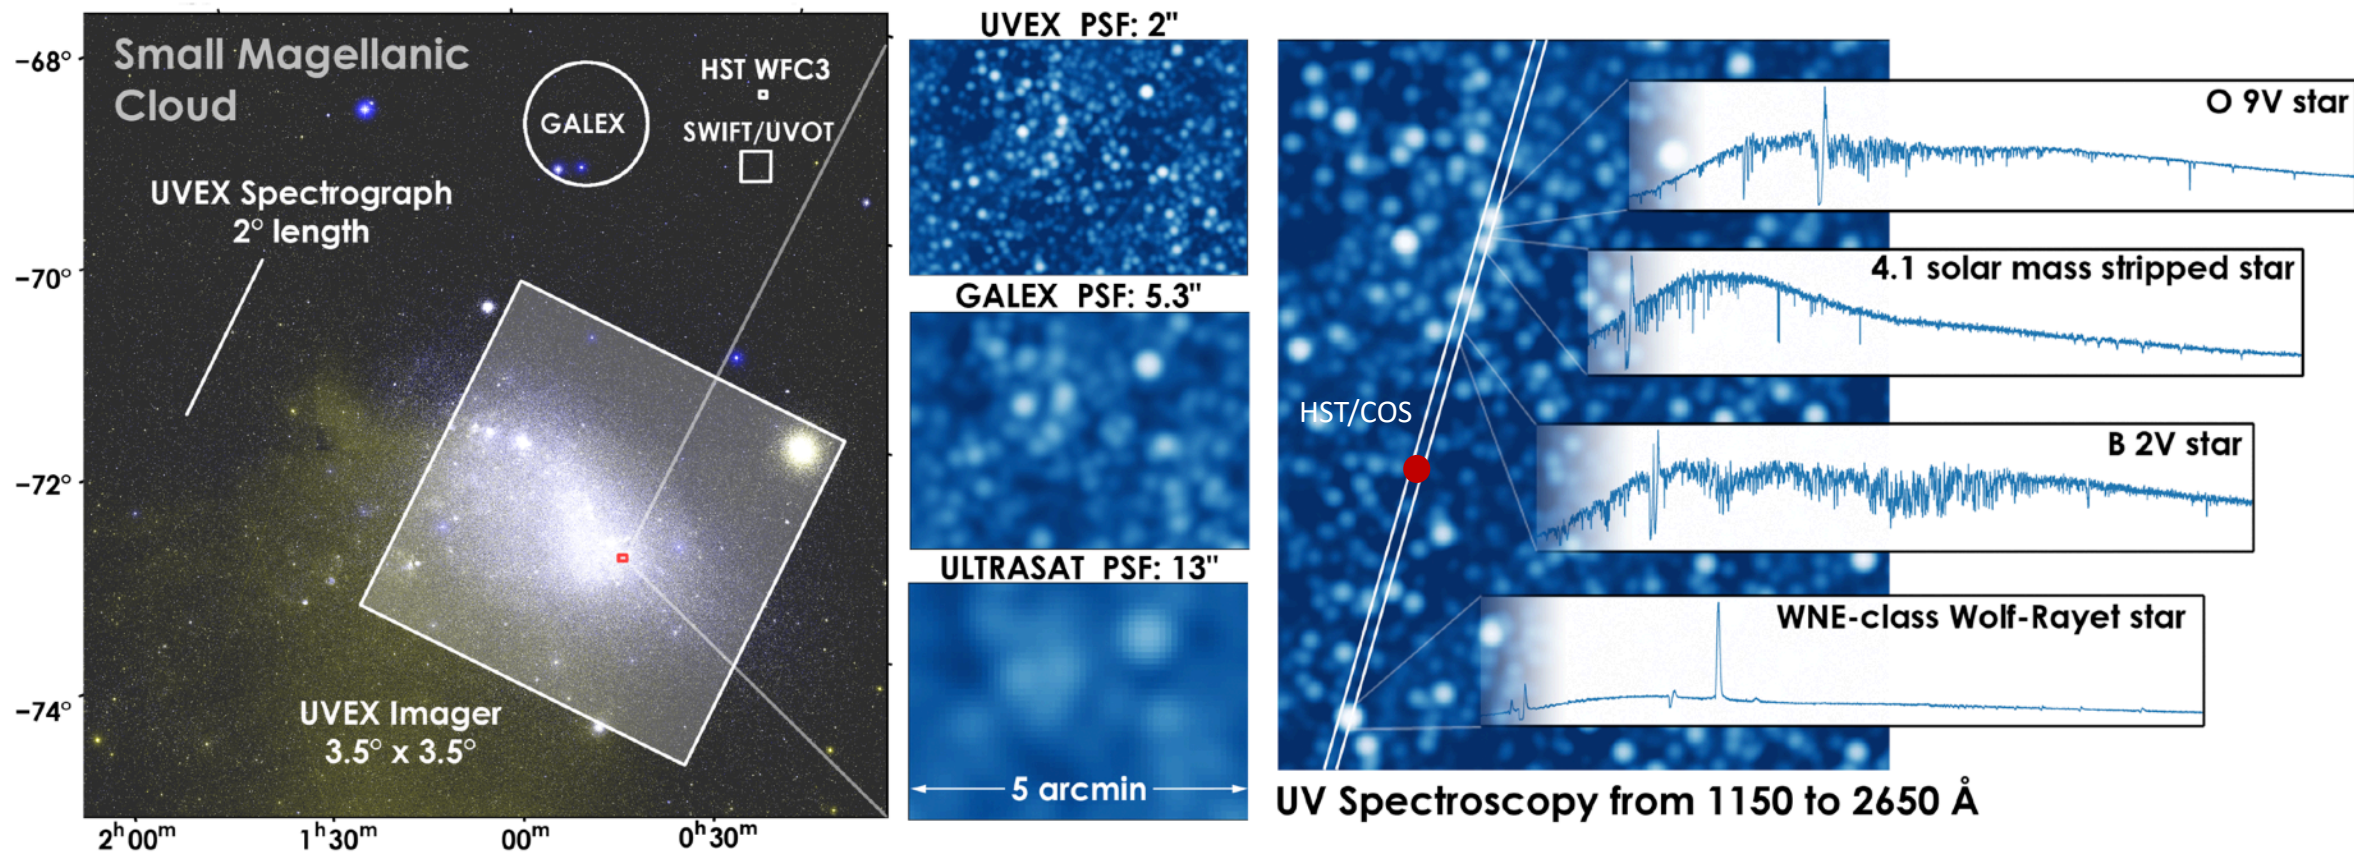 Small Magellanic
Cloud
UVEX Spectrograph
2° length
GALEX
HST WFC3
SWIFT/UVOT
UVEX Imager
3.5° x 3.5°
−68°
−70°
−72°
−74°
2ʰ00ᵐ
1ʰ30ᵐ
00ᵐ
0ʰ30ᵐ
UVEX PSF: 2"
GALEX PSF: 5.3"
ULTRASAT PSF: 13"
5 arcmin
HST/COS
O 9V star
4.1 solar mass stripped star
B 2V star
WNE-class Wolf-Rayet star
UV Spectroscopy from 1150 to 2650 Å